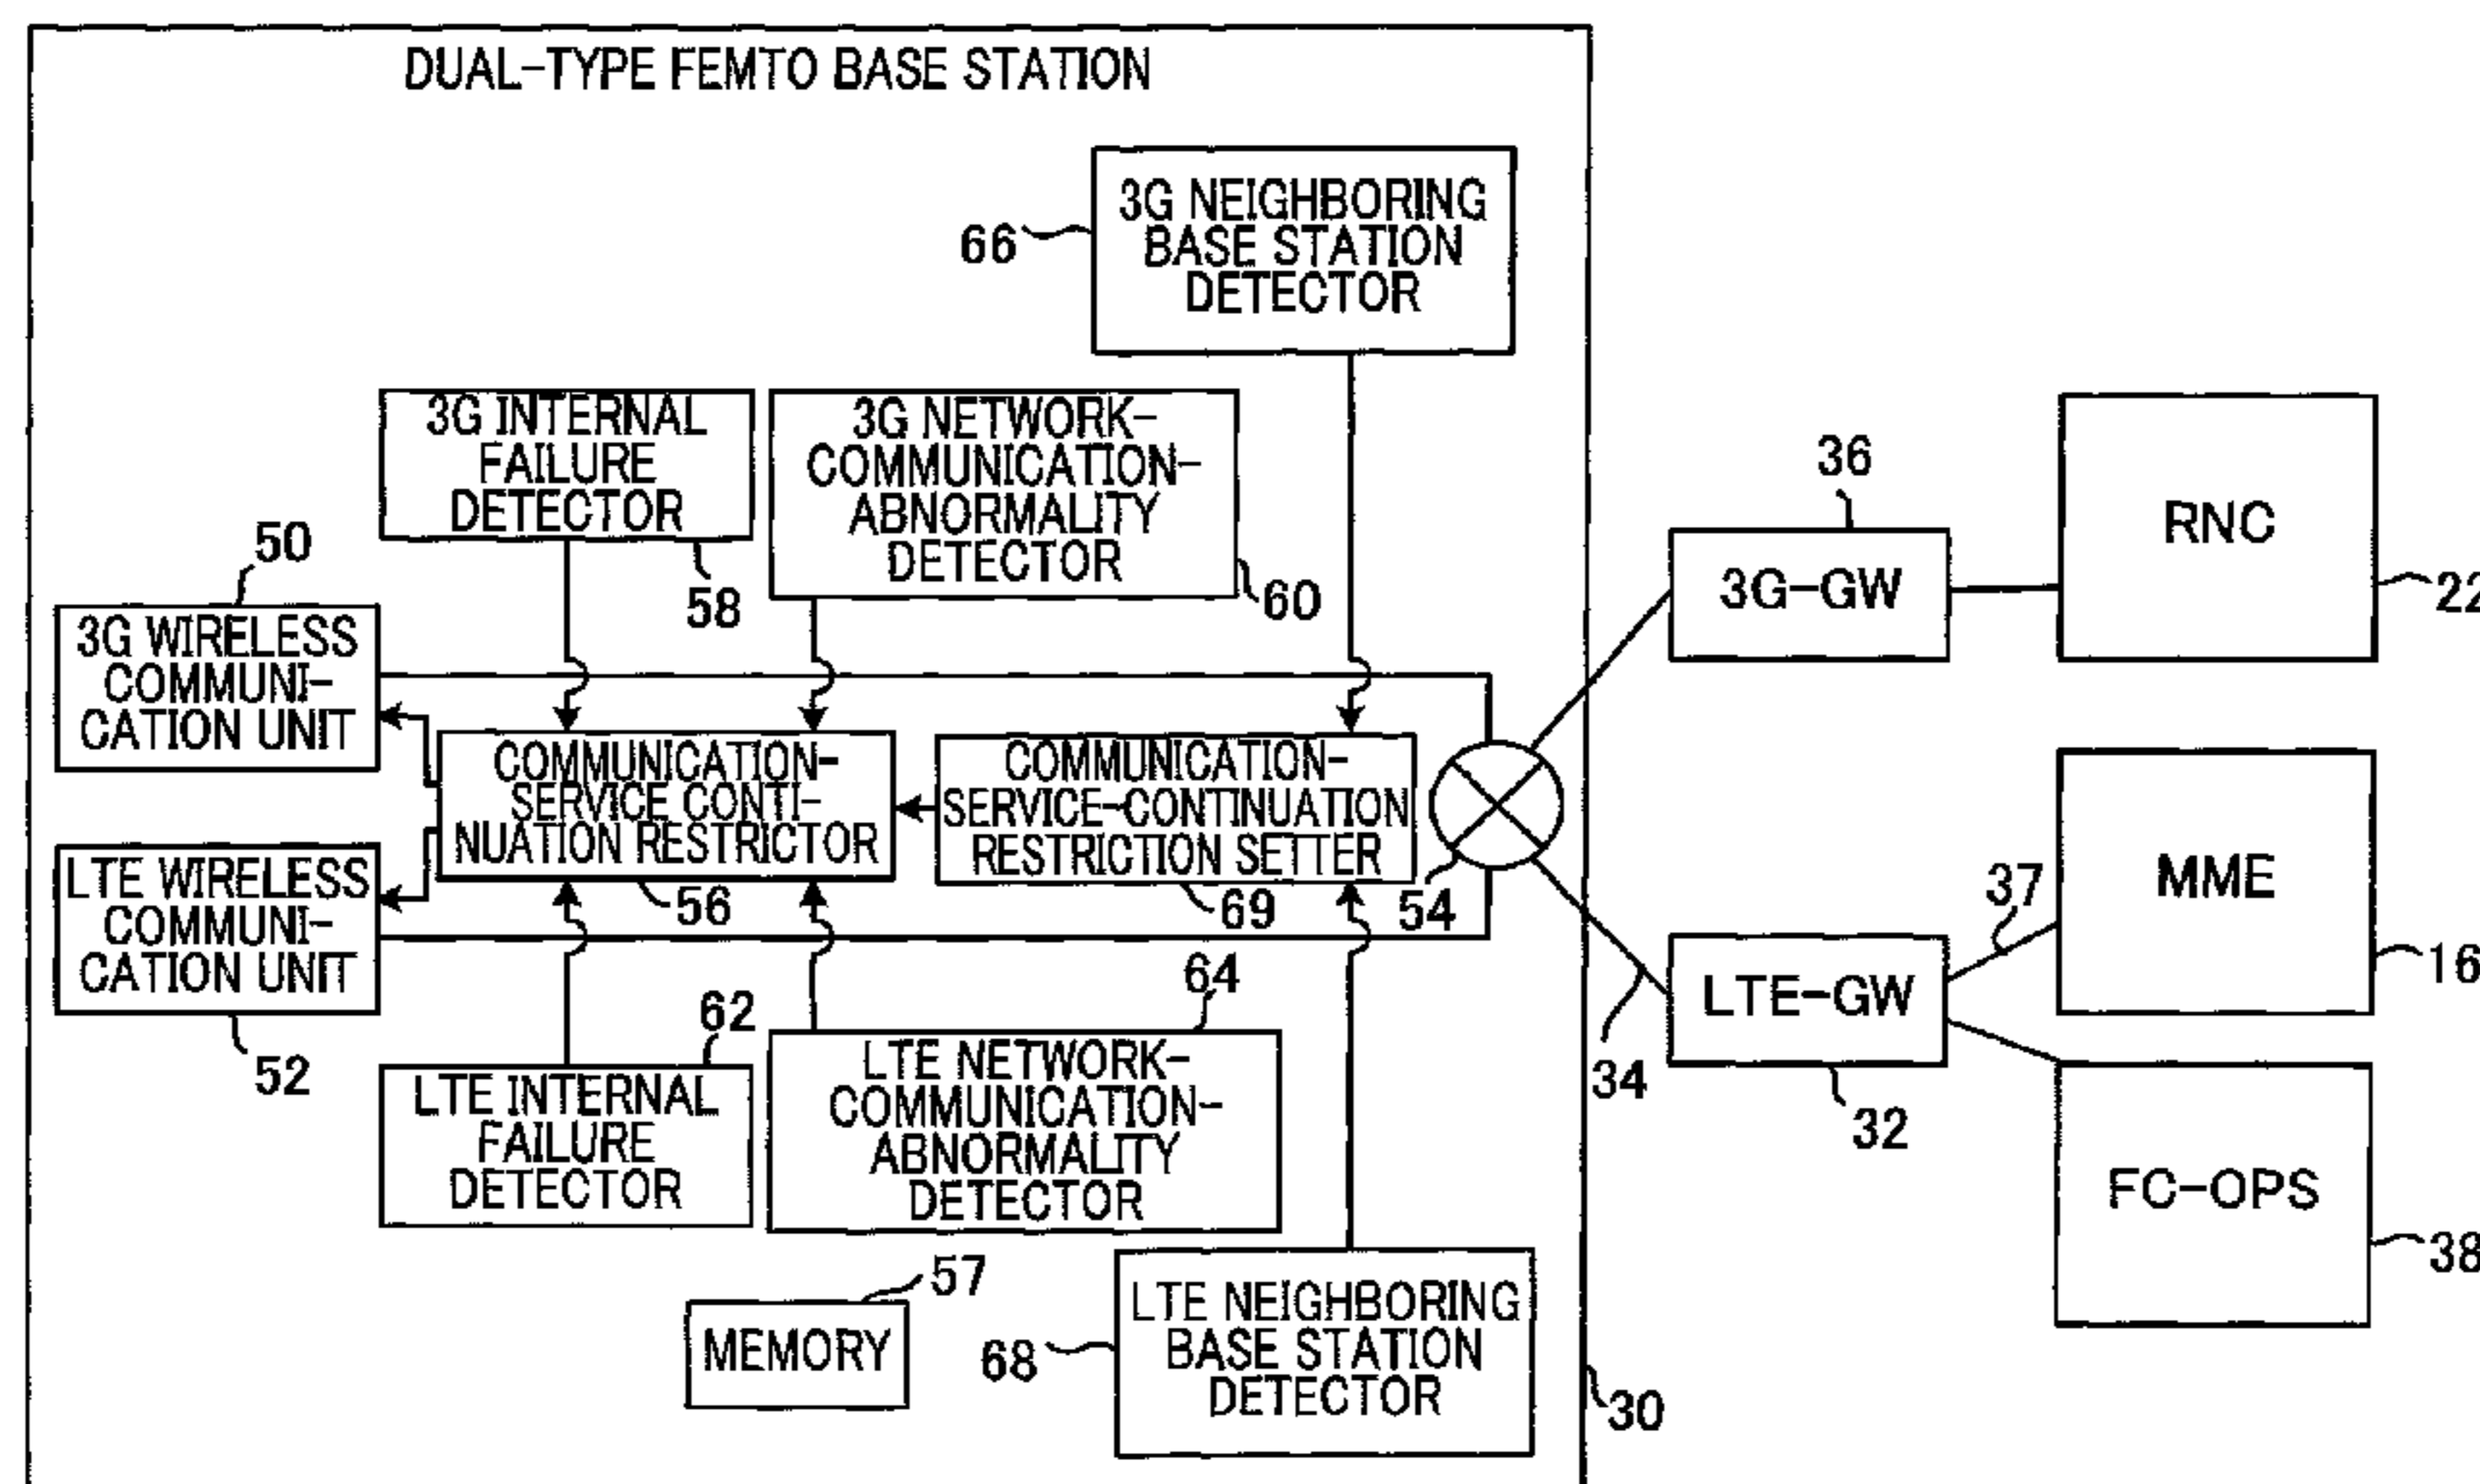 DUAL-TYPE FEMTO BASE STATION
3G NEIGHBORING
BASE STATION
DETECTOR
66
3G INTERNAL
FAILURE
DETECTOR
58
3G NETWORK-
COMMUNICATION-
ABNORMALITY
DETECTOR
60
36
3G-GW
RNC
22
50
3G WIRELESS
COMMUNI-
CATION UNIT
COMMUNICATION-
SERVICE CONTI-
NUATION RESTRICTOR
56
COMMUNICATION-
SERVICE-CONTINUATION
RESTRICTION SETTER
69
54
37
MME
16
LTE WIRELESS
COMMUNI-
CATION UNIT
52
62
LTE INTERNAL
FAILURE
DETECTOR
64
LTE NETWORK-
COMMUNICATION-
ABNORMALITY
DETECTOR
34
LTE-GW
32
FC-OPS
38
57
MEMORY
68
LTE NEIGHBORING
BASE STATION
DETECTOR
30